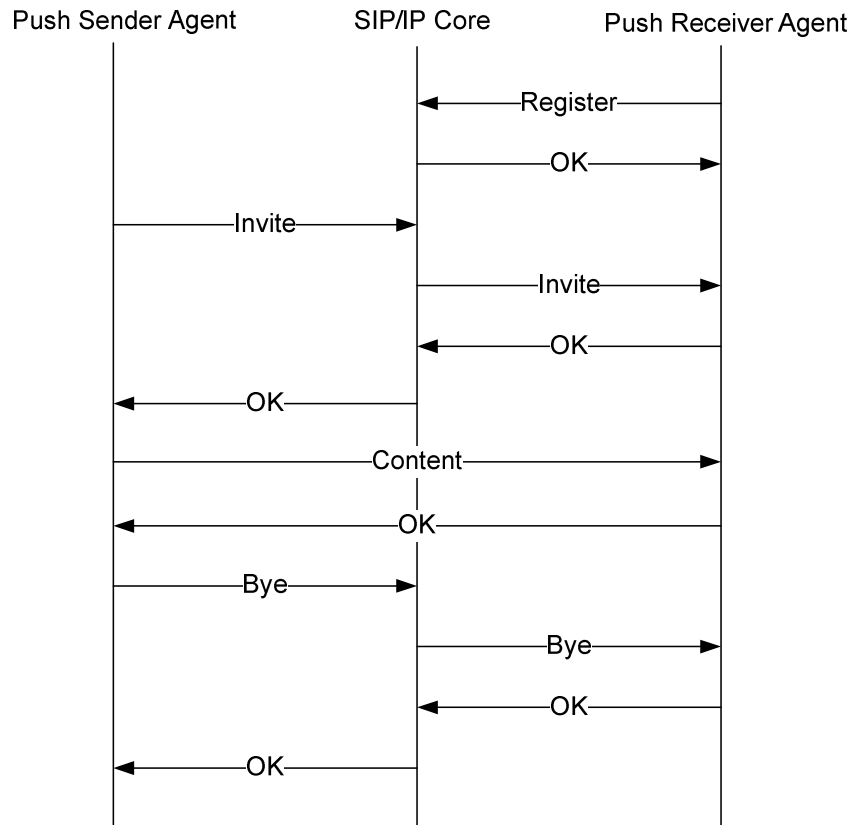 Push Sender Agent
SIP/IP Core
Push Receiver Agent
Register
OK
Invite
Invite
OK
OK
Content
OK
Bye
Bye
OK
OK